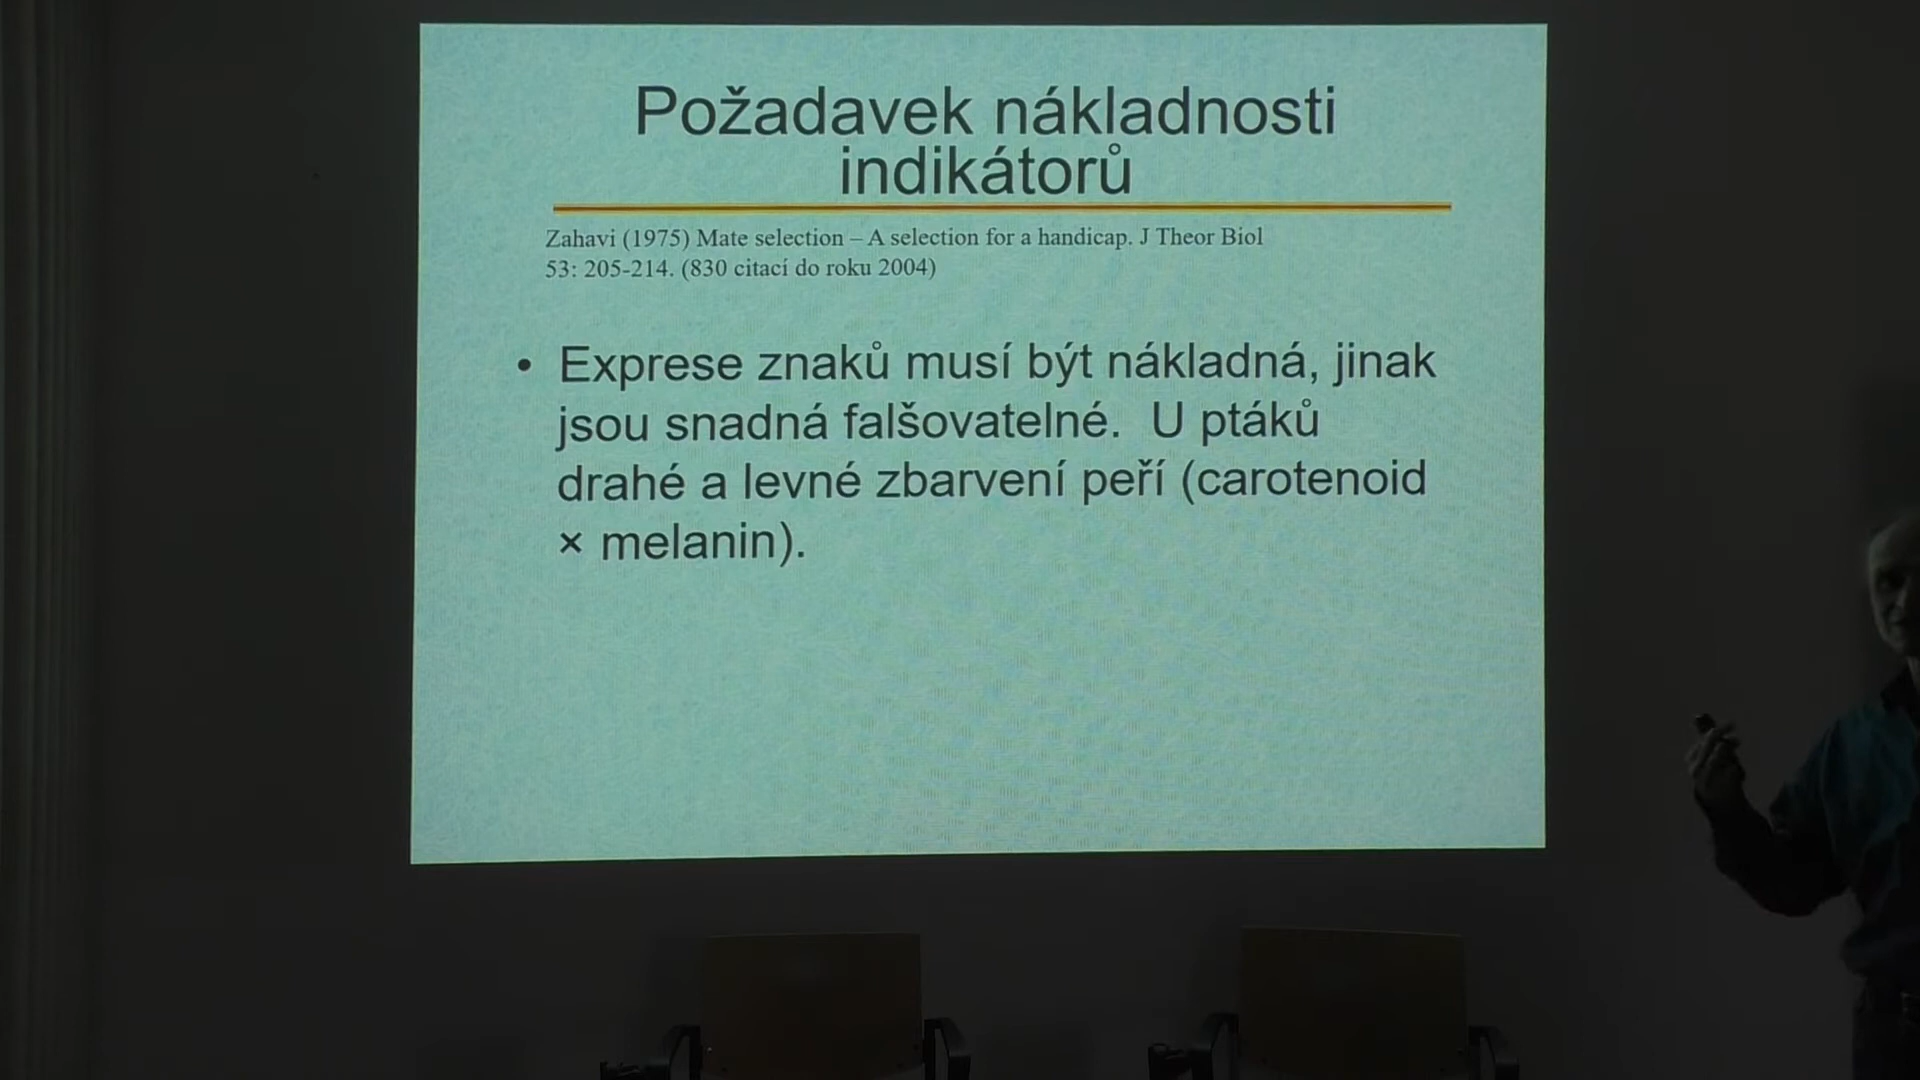 Požadavek nákladnosti
indikátorů
Zahavi (1975) Mate selection – A selection for a handicap. J Theor Biol
53: 205-214. (830 citací do roku 2004)
• Exprese znaků musí být nákladná, jinak
jsou snadná falšovatelné. U ptáků
drahé a levné zbarvení peří (carotenoid
× melanin).